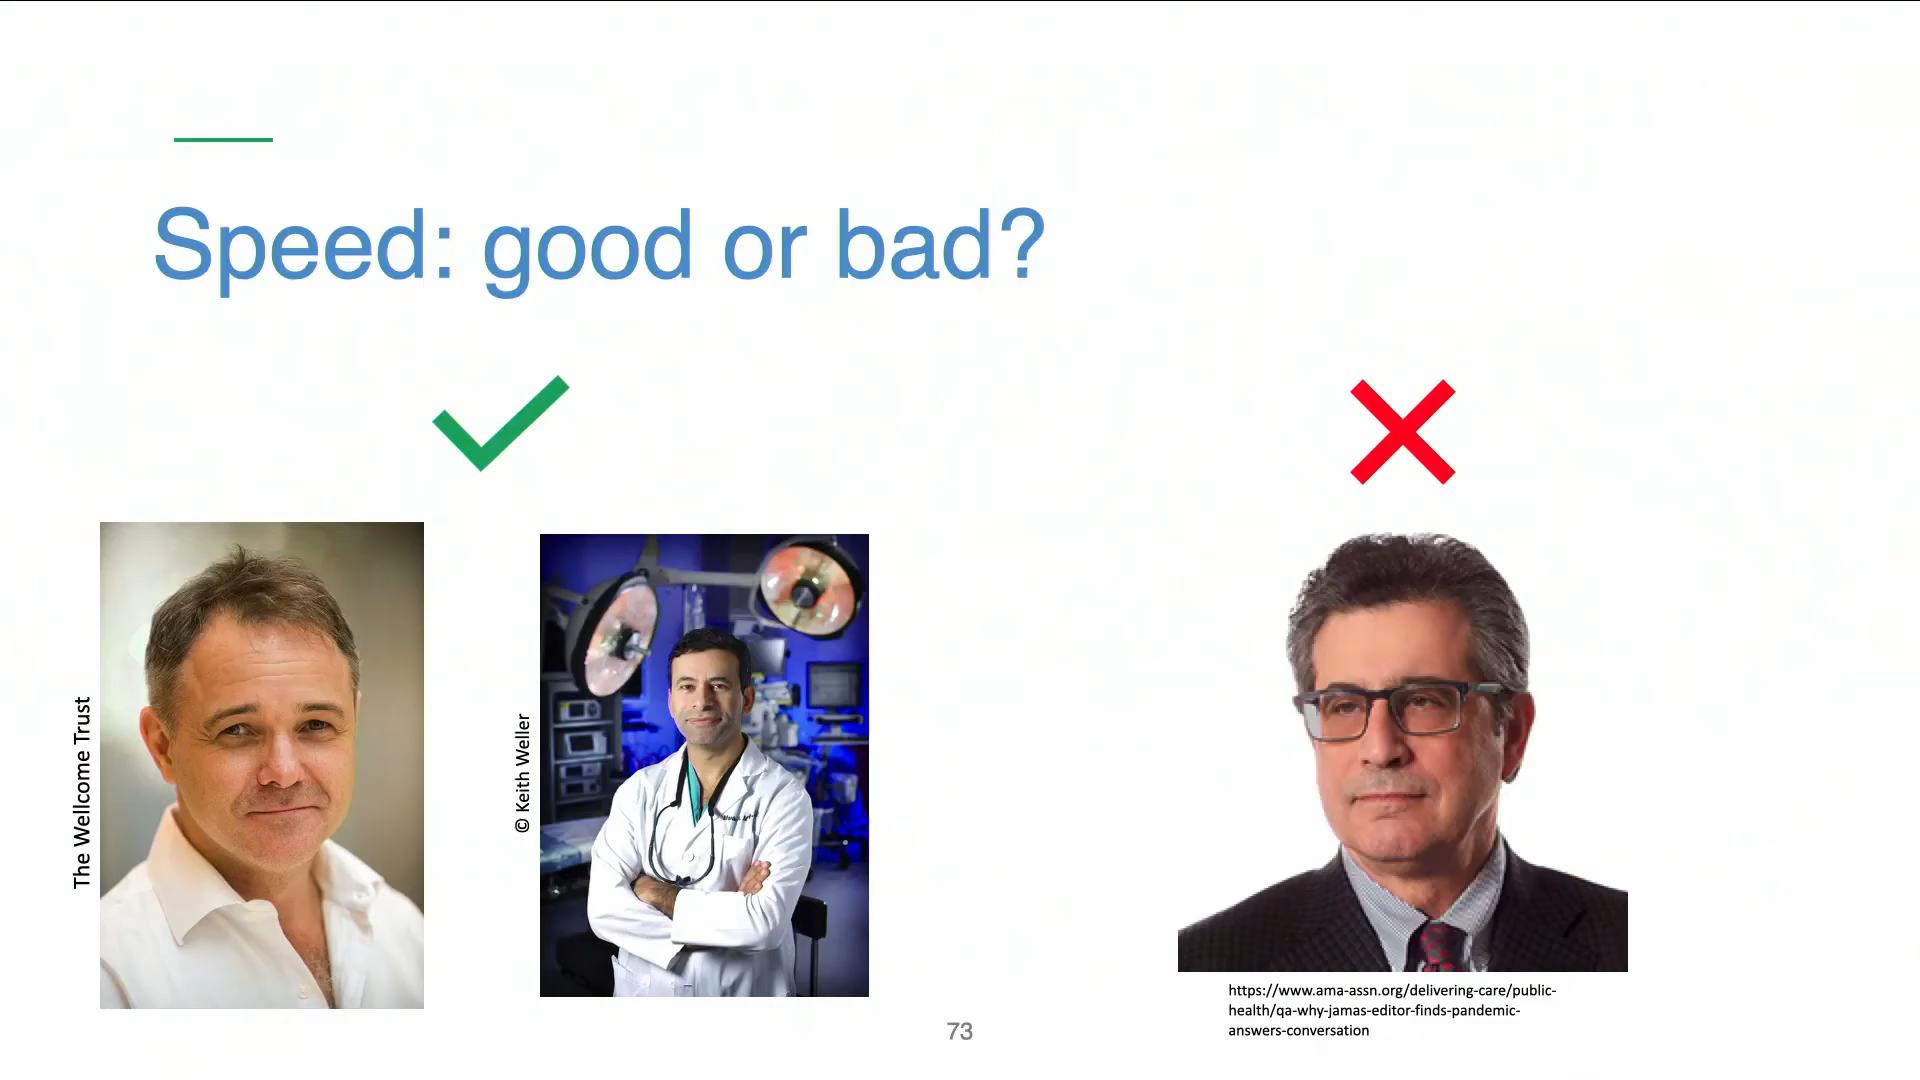 Speed: good or bad?
The Wellcome Trust
© Keith Weller
https://www.ama-assn.org/delivering-care/public-
health/qa-why-jamas-editor-finds-pandemic-
answers-conversation
73